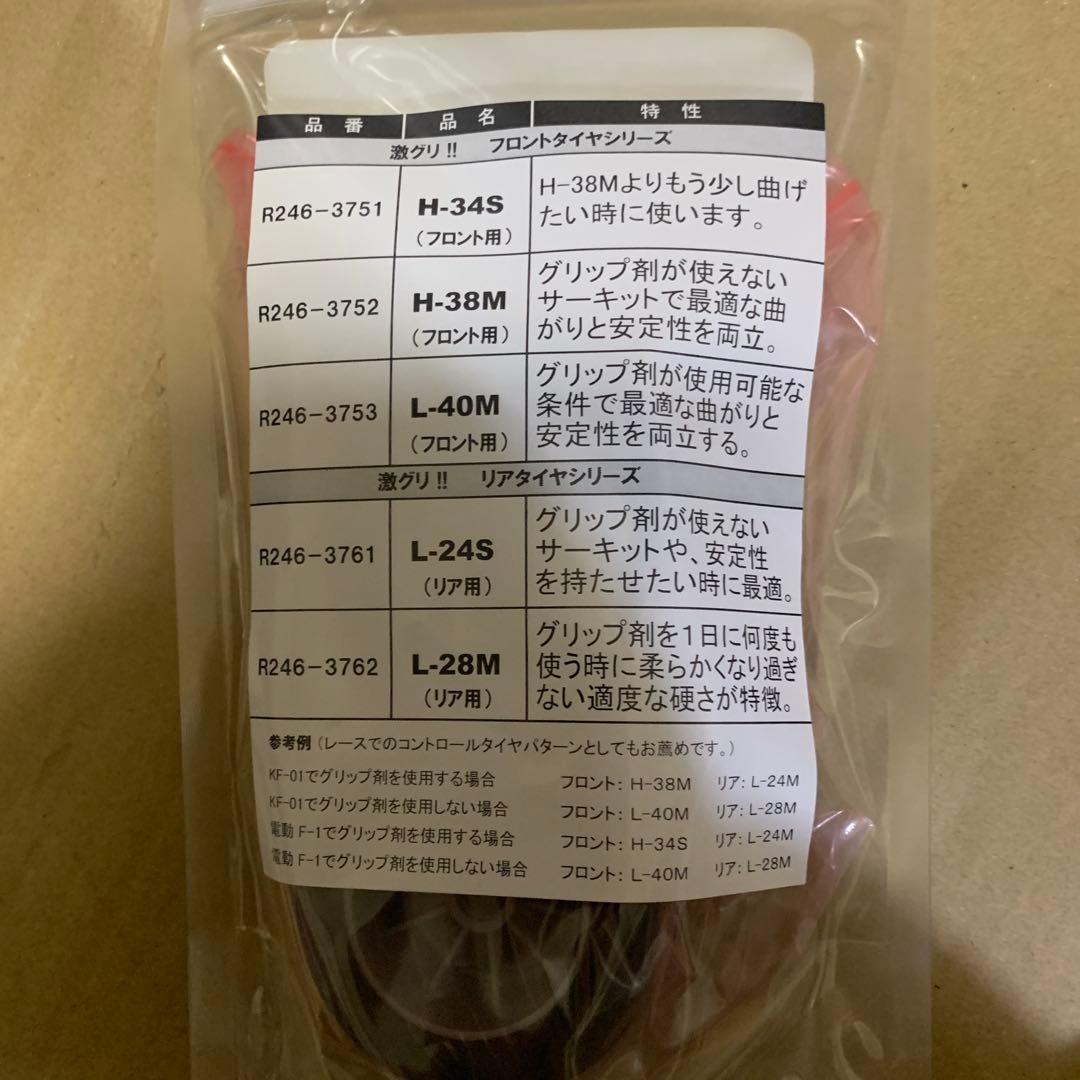 品 番 品 名 特 性
激グリ!! フロントタイヤシリーズ
R246-3751 H-34S (フロント用) H-38Mよりもう少し曲げ
たい時に使います。
R246-3752 H-38M (フロント用) グリップ剤が使えない
サーキットで最適な曲
がりと安定性を両立。
R246-3753 L-40M (フロント用) グリップ剤が使用可能な
条件で最適な曲がりと
安定性を両立する。
激グリ!! リアタイヤシリーズ
R246-3761 L-24S (リア用) グリップ剤が使えない
サーキットや、安定性
を持たせたい時に最適。
R246-3762 L-28M (リア用) グリップ剤を1日に何度も
使う時に柔らかくなり過ぎ
ない適度な硬さが特徴。
参考例(レースでのコントロールタイヤパターンとしてもお薦めです。)
KF-01でグリップ剤を使用する場合 フロント: H-38M リア: L-24M
KF-01でグリップ剤を使用しない場合 フロント: L-40M リア: L-28M
電動 F-1でグリップ剤を使用する場合 フロント: H-34S リア: L-24M
電動 F-1でグリップ剤を使用しない場合 フロント: L-40M リア: L-28M